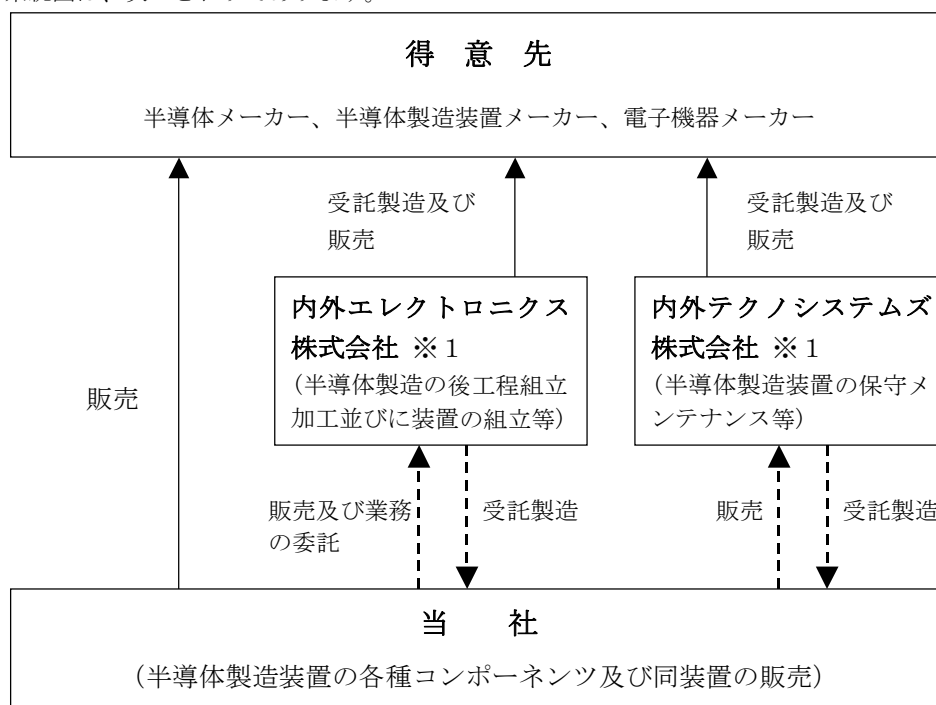 得 意 先
半導体メーカー、半導体製造装置メーカー、電子機器メーカー
受託製造及び
販売
受託製造及び
販売
内外エレクトロニクス
株式会社 ※1
(半導体製造の後工程組立
加工並びに装置の組立等)
内外テクノシステムズ
株式会社 ※1
(半導体製造装置の保守メ
ンテナンス等)
販売
販売及び業務
の委託
受託製造
販売
受託製造
当 社
(半導体製造装置の各種コンポーネンツ及び同装置の販売)